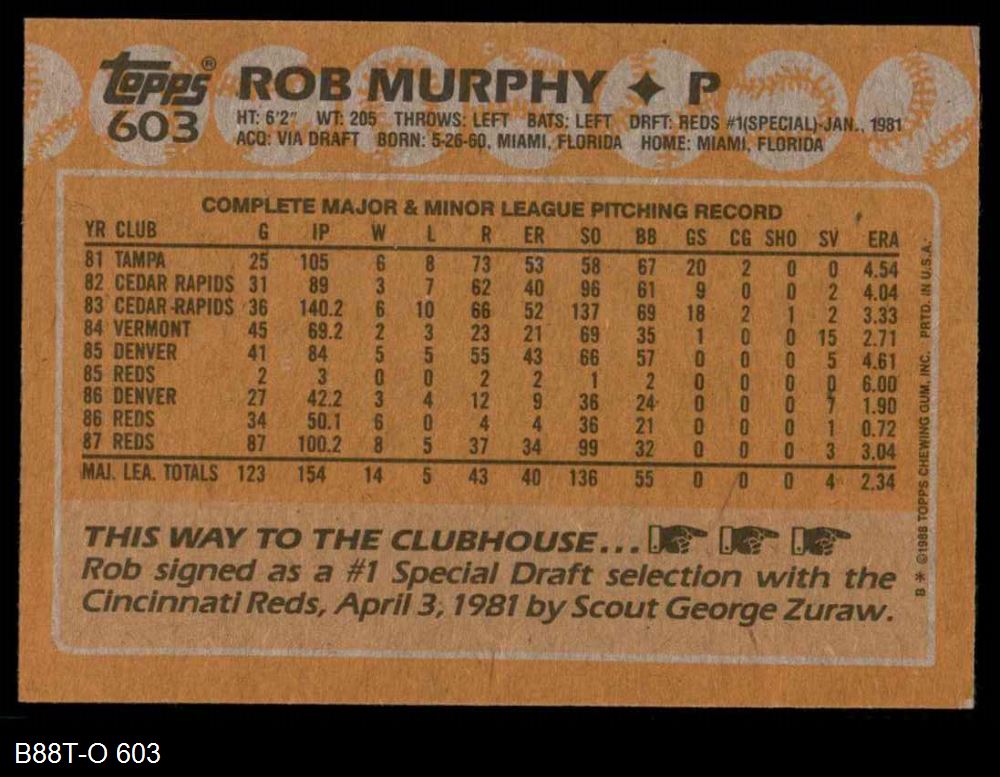 topps® ROB MURPHY ✦ P
603
HT: 6'2" WT: 205 THROWS: LEFT BATS: LEFT DRFT: REDS #1(SPECIAL)-JAN., 1981
ACQ: VIA DRAFT BORN: 5-26-60, MIAMI, FLORIDA HOME: MIAMI, FLORIDA
COMPLETE MAJOR & MINOR LEAGUE PITCHING RECORD
YR CLUB G IP W L R ER SO BB GS CG SHO SV ERA
81 TAMPA 25 105 6 8 73 53 58 67 20 2 0 0 4.54
82 CEDAR RAPIDS 31 89 3 7 62 40 96 61 9 0 0 2 4.04
83 CEDAR-RAPIDS 36 140.2 6 10 66 52 137 69 18 2 1 2 3.33
84 VERMONT 45 69.2 2 3 23 21 69 35 1 0 0 15 2.71
85 DENVER 41 84 5 5 55 43 66 57 0 0 0 5 4.61
85 REDS 2 3 0 0 2 2 1 2 0 0 0 0 6.00
86 DENVER 27 42.2 3 4 12 9 36 24 0 0 0 7 1.90
86 REDS 34 50.1 6 0 4 4 36 21 0 0 0 1 0.72
87 REDS 87 100.2 8 5 37 34 99 32 0 0 0 3 3.04
MAJ. LEA. TOTALS 123 154 14 5 43 40 136 55 0 0 0 4 2.34
THIS WAY TO THE CLUBHOUSE...
Rob signed as a #1 Special Draft selection with the
Cincinnati Reds, April 3, 1981 by Scout George Zuraw.
B * ©1988 TOPPS CHEWING GUM, INC. PRTD. IN U.S.A.
B88T-O 603